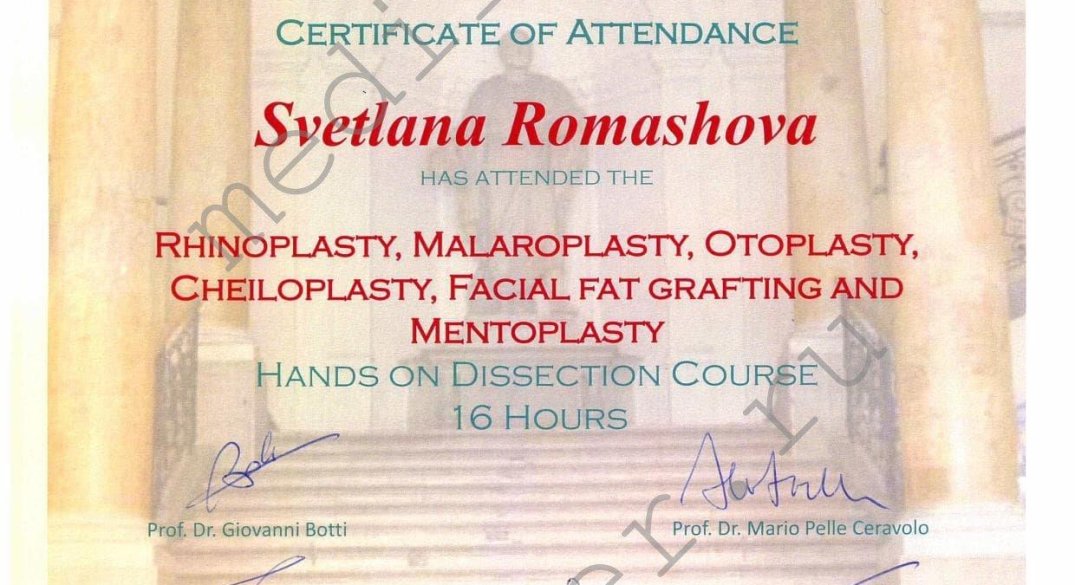 CERTIFICATE OF ATTENDANCE
Svetlana Romashova
HAS ATTENDED THE
RHINOPLASTY, MALAROPLASTY, OTOPLASTY,
CHEILOPLASTY, FACIAL FAT GRAFTING AND
MENTOPLASTY
HANDS ON DISSECTION COURSE
16 HOURS
Prof. Dr. Giovanni Botti
Prof. Dr. Mario Pelle Ceravolo